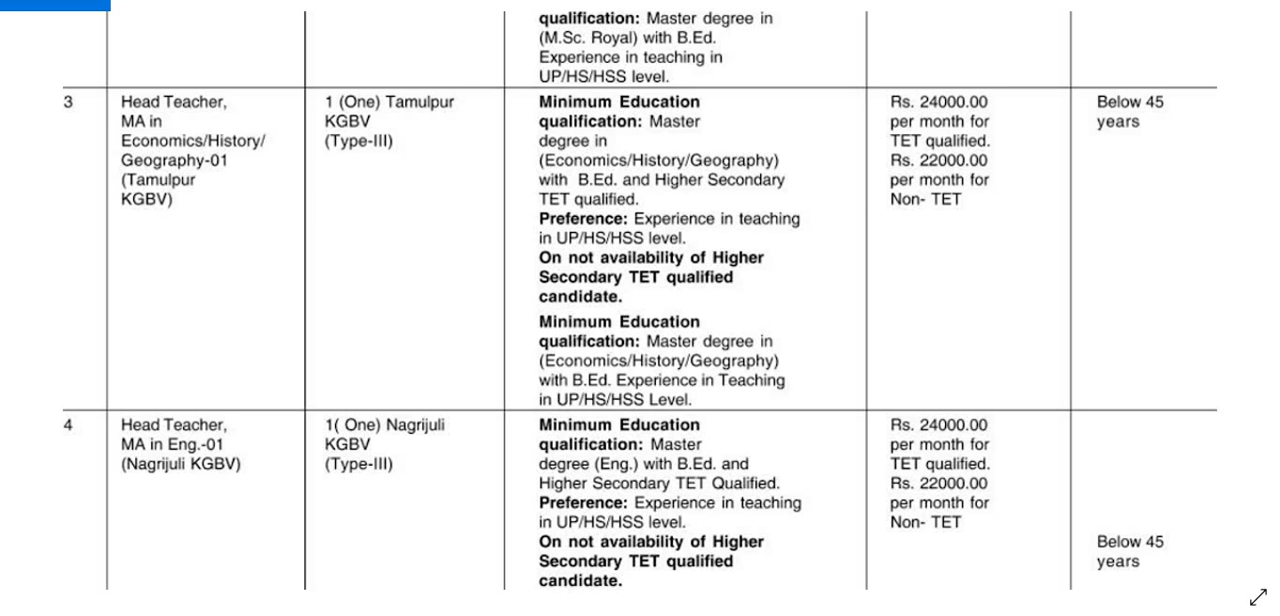 qualification: Master degree in
(M.Sc. Royal) with B.Ed.
Experience in teaching in
UP/HS/HSS level.
3
Head Teacher,
MA in
Economics/History/
Geography-01
(Tamulpur
KGBV)
1 (One) Tamulpur
KGBV
(Type-III)
Minimum Education
qualification: Master
degree in
(Economics/History/Geography)
with B.Ed. and Higher Secondary
TET qualified.
Preference: Experience in teaching
in UP/HS/HSS level.
On not availability of Higher
Secondary TET qualified
candidate.
Minimum Education
qualification: Master degree in
(Economics/History/Geography)
with B.Ed. Experience in Teaching
in UP/HS/HSS Level.
Rs. 24000.00
per month for
TET qualified.
Rs. 22000.00
per month for
Non- TET
Below 45
years
4
Head Teacher,
MA in Eng.-01
(Nagrijuli KGBV)
1( One) Nagrijuli
KGBV
(Type-III)
Minimum Education
qualification: Master
degree (Eng.) with B.Ed. and
Higher Secondary TET Qualified.
Preference: Experience in teaching
in UP/HS/HSS level.
On not availability of Higher
Secondary TET qualified
candidate.
Rs. 24000.00
per month for
TET qualified.
Rs. 22000.00
per month for
Non- TET
Below 45
years